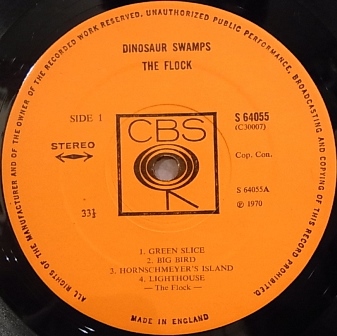 ALL RIGHTS OF THE MANUFACTURER AND OF THE OWNER OF THE RECORDED WORK RESERVED. UNAUTHORIZED PUBLIC PERFORMANCE, BROADCASTING AND COPYING OF THIS RECORD PROHIBITED.
DINOSAUR SWAMPS
THE FLOCK
SIDE 1
CBS
S 64055
(C30007)
STEREO
Cop. Con.
S 64055A
33⅓
℗ 1970
1. GREEN SLICE
2. BIG BIRD
3. HORNSCHMEYER'S ISLAND
4. LIGHTHOUSE
— The Flock —
MADE IN ENGLAND